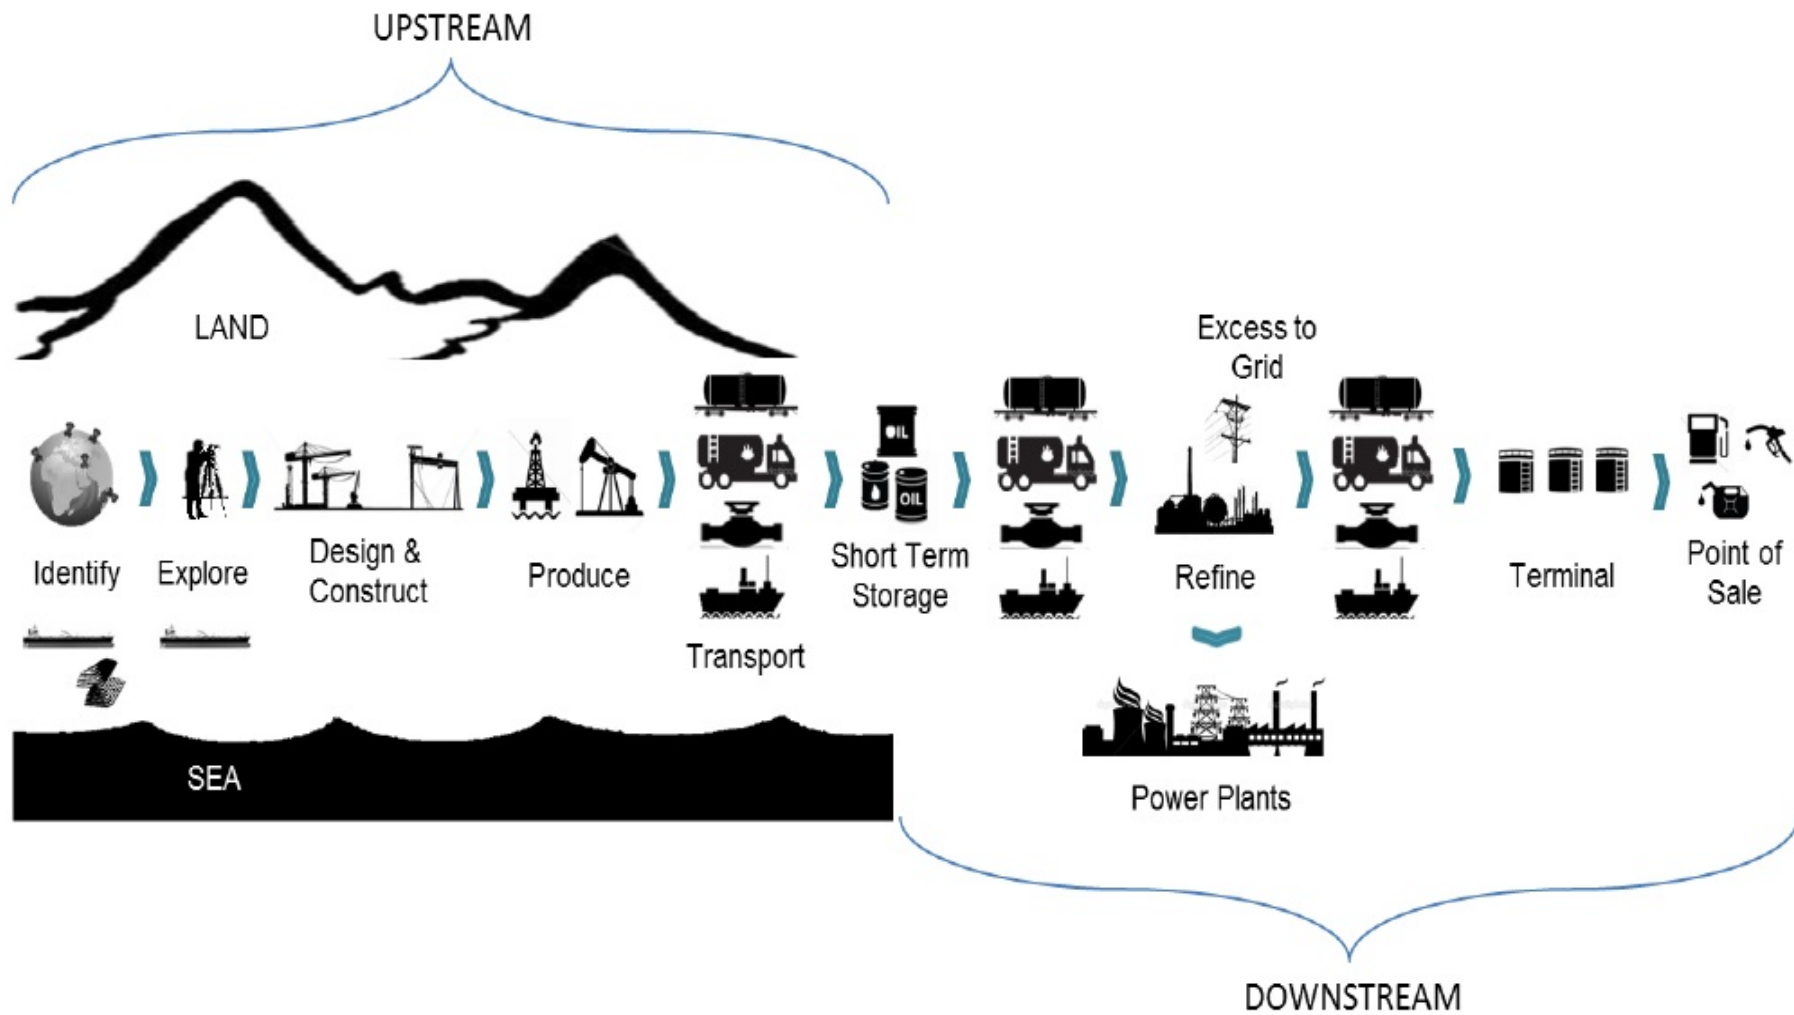 UPSTREAM
LAND
Excess to
Grid
OIL
OIL
Identify
Explore
Design &
Construct
Produce
Transport
Short Term
Storage
Refine
Terminal
Point of
Sale
SEA
Power Plants
DOWNSTREAM